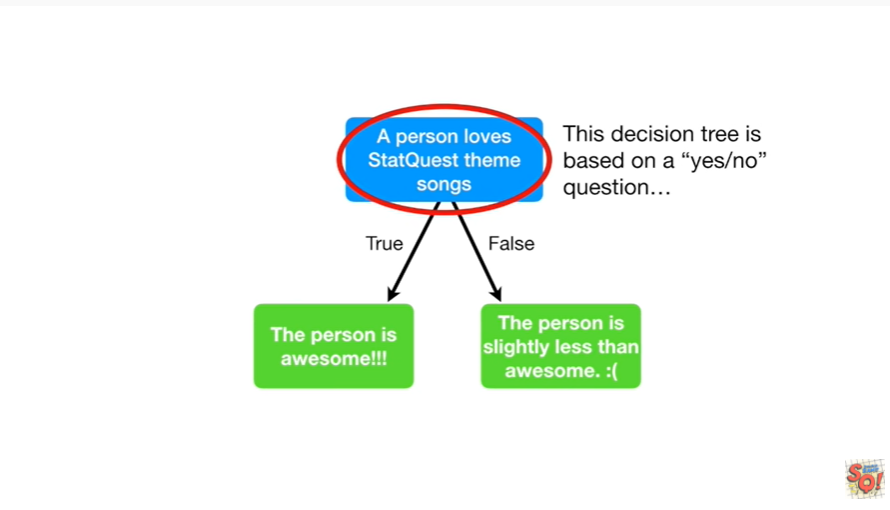 A person loves
StatQuest theme
songs
This decision tree is
based on a “yes/no”
question…
True
False
The person is
awesome!!!
The person is
slightly less than
awesome. :(
SQ!